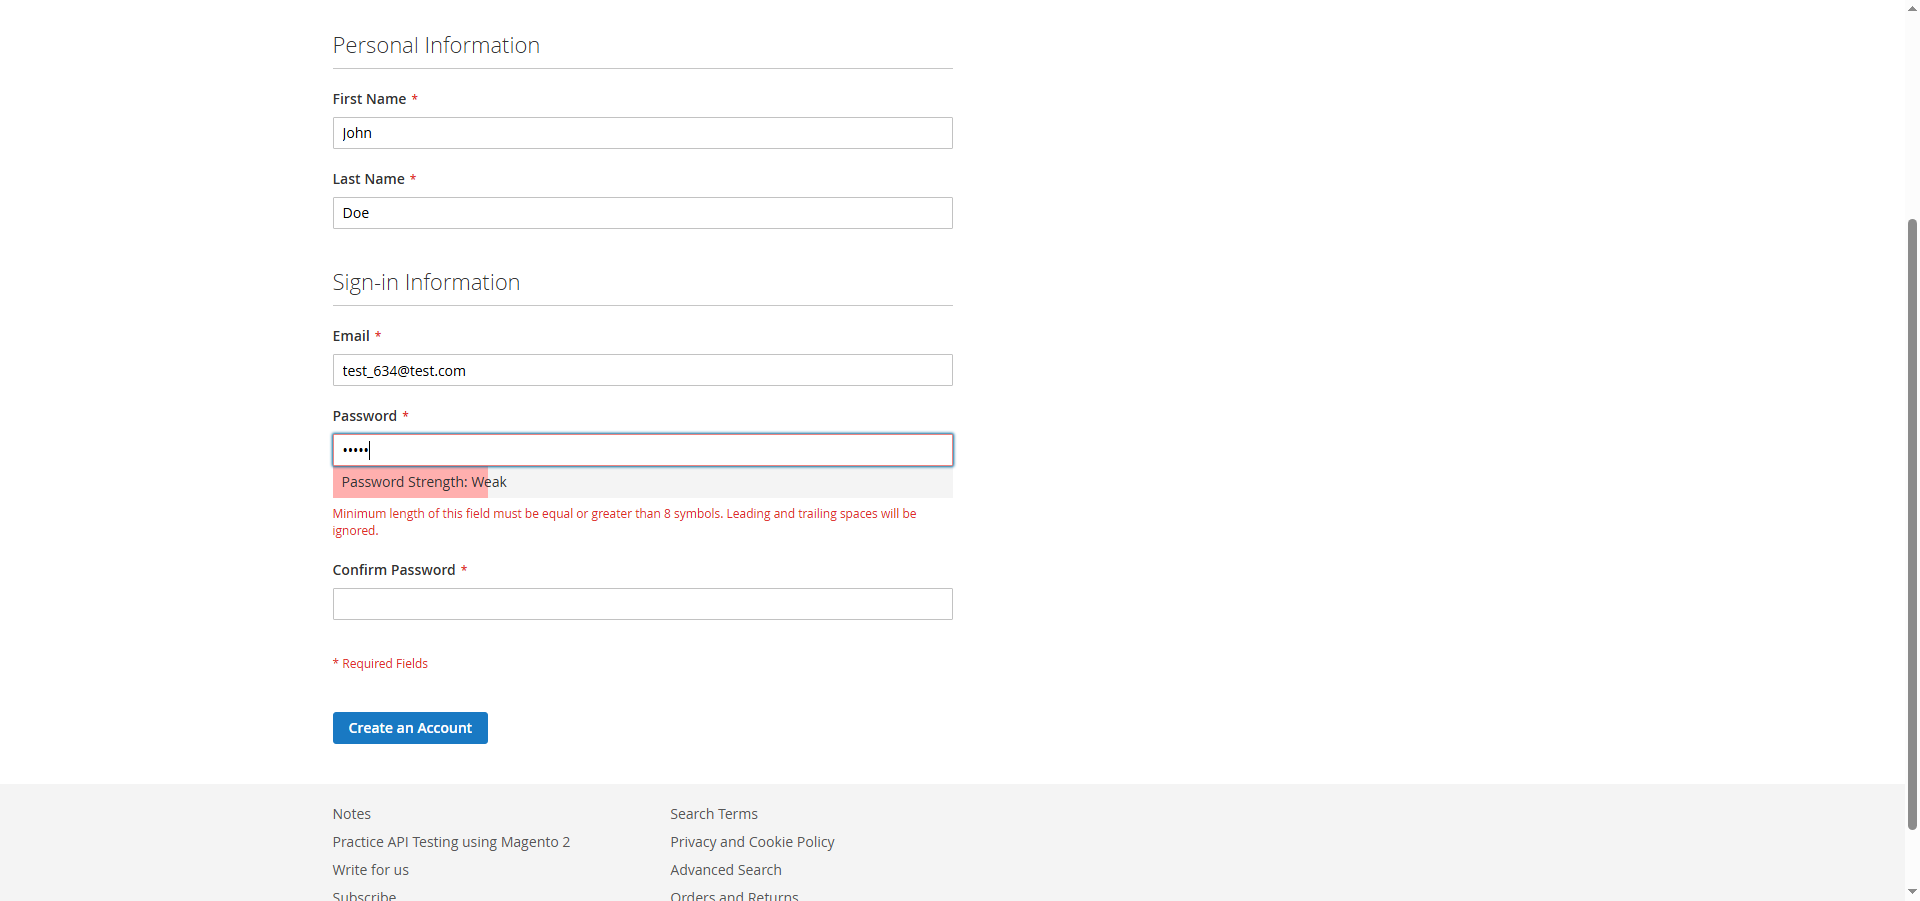 Personal Information
First Name *
John
Last Name *
Doe
Sign-in Information
Email *
test_634@test.com
Password *
•••••
Password Strength: Weak
Minimum length of this field must be equal or greater than 8 symbols. Leading and trailing spaces will be
ignored.
Confirm Password *
* Required Fields
Create an Account
Notes
Search Terms
Practice API Testing using Magento 2
Privacy and Cookie Policy
Write for us
Advanced Search
Subscribe
Orders and Returns